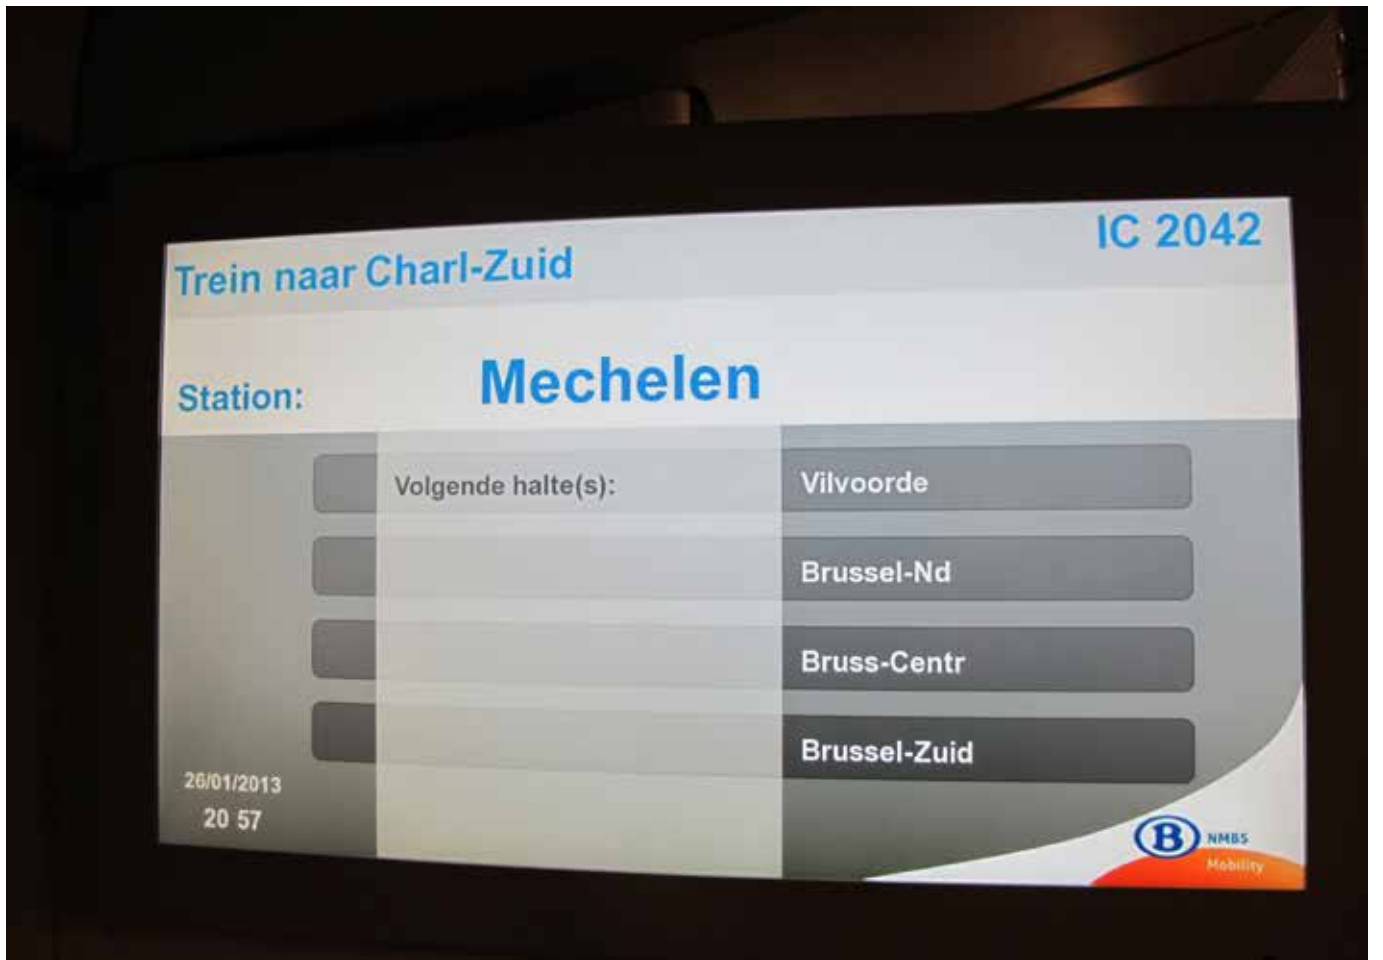 Trein naar Charl-Zuid
IC 2042
Station:
Mechelen
Volgende halte(s):
Vilvoorde
Brussel-Nd
Bruss-Centr
Brussel-Zuid
26/01/2013
20 57
B
NMBS
Mobility